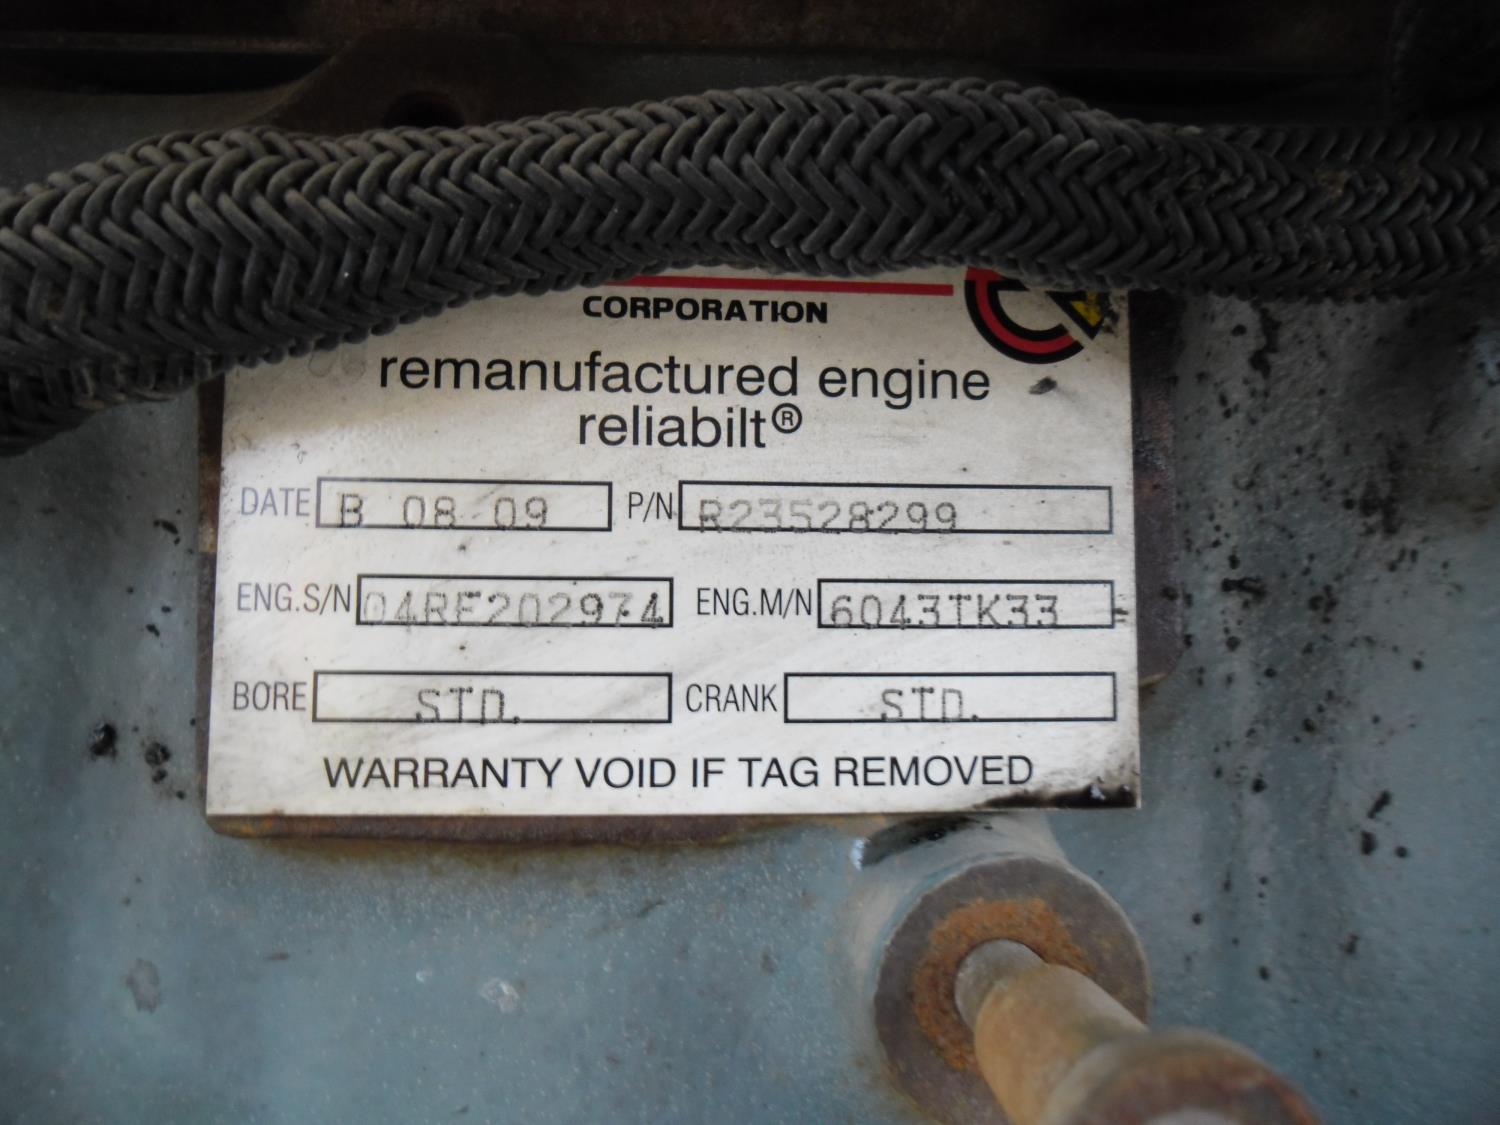 CORPORATION
remanufactured engine
reliabilt®
DATE B 08 09 P/N R23528299
ENG.S/N 04RE202974 ENG.M/N 6043TK33
BORE STD. CRANK STD.
WARRANTY VOID IF TAG REMOVED